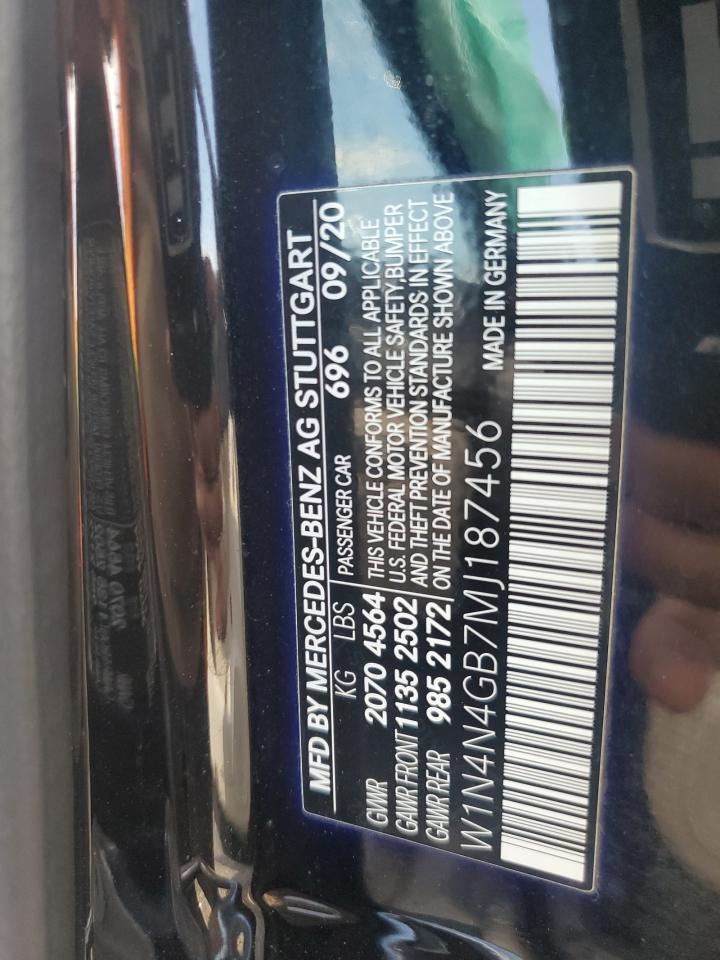 MFD BY MERCEDES-BENZ AG STUTTGART
KG LBS PASSENGER CAR 696 09/20
GVWR 2070 4564 THIS VEHICLE CONFORMS TO ALL APPLICABLE
GAWR FRONT 1135 2502 U.S. FEDERAL MOTOR VEHICLE SAFETY, BUMPER
GAWR REAR 985 2172 AND THEFT PREVENTION STANDARDS IN EFFECT
ON THE DATE OF MANUFACTURE SHOWN ABOVE
W1N4N4GB7MJ187456 MADE IN GERMANY